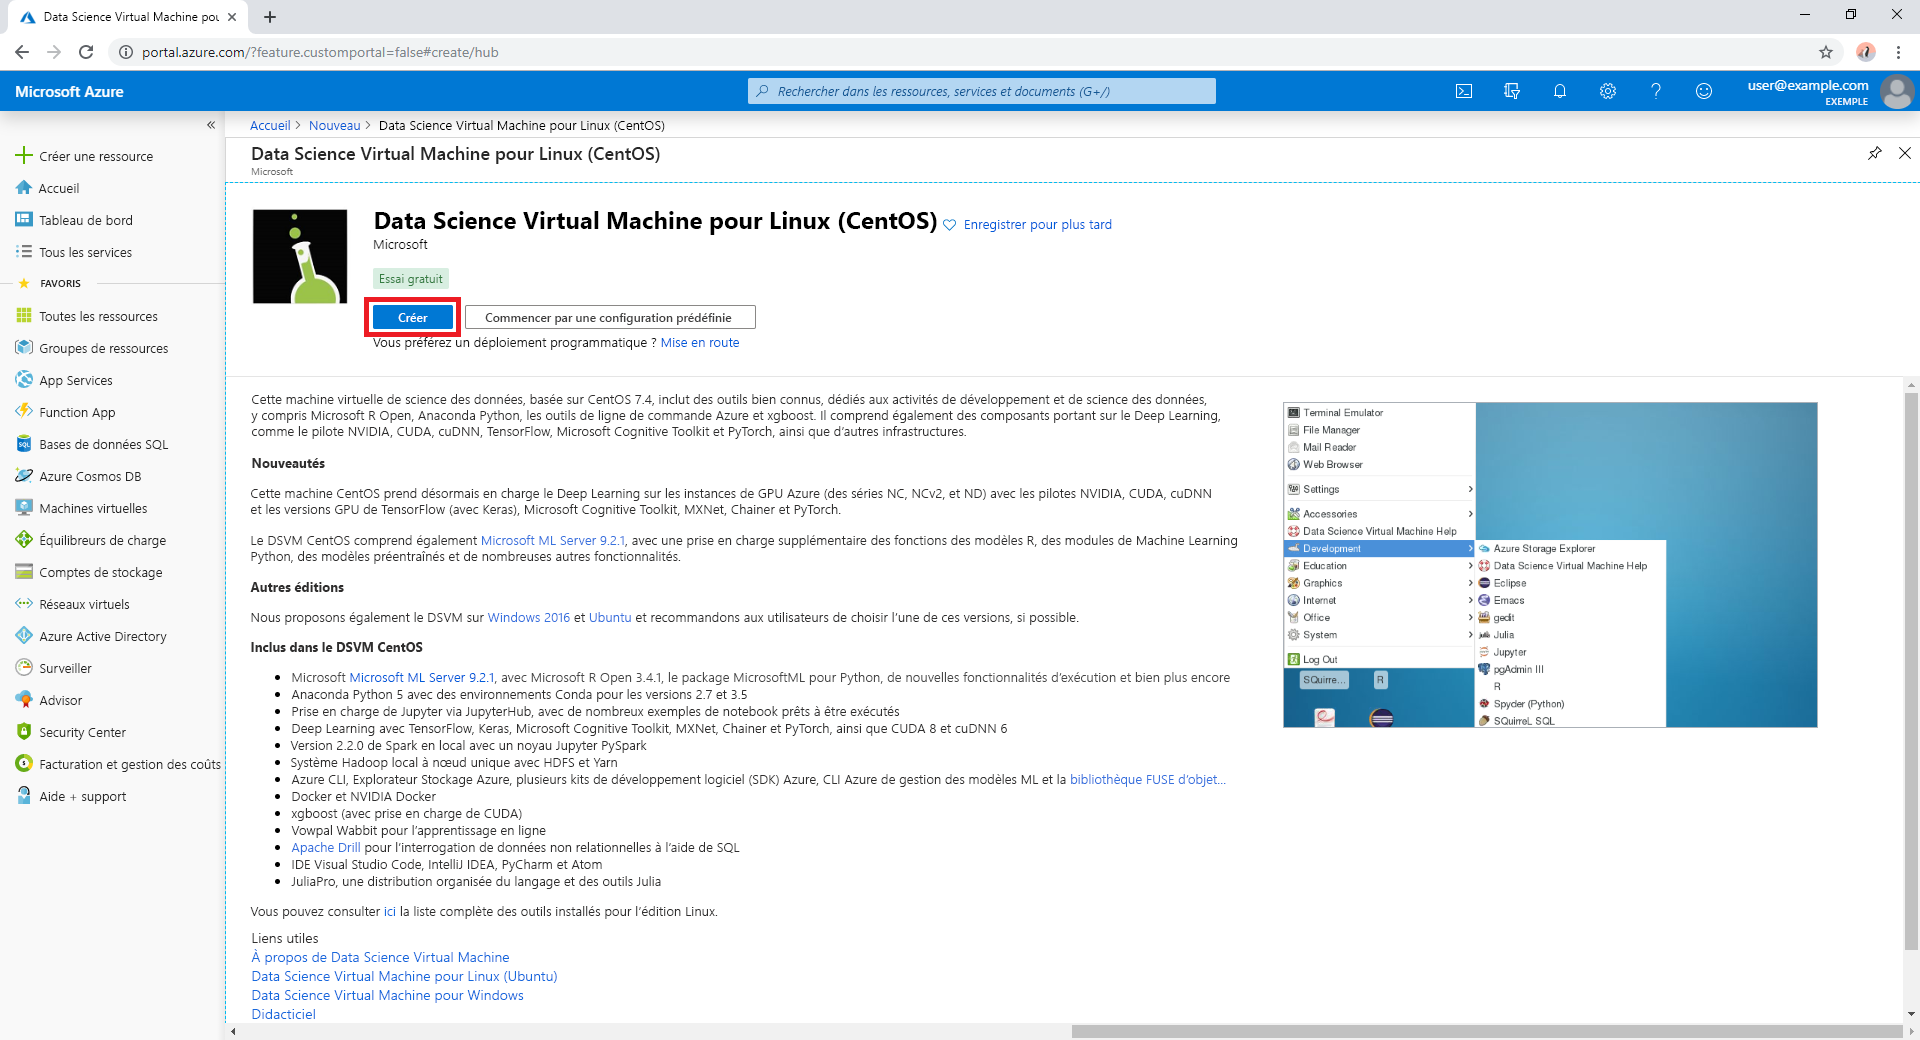 Data Science Virtual Machine pou
portal.azure.com/?feature.customportal=false#create/hub
Microsoft Azure
Rechercher dans les ressources, services et documents (G+/)
user@example.com
EXEMPLE
«
Créer une ressource
Accueil
Tableau de bord
Tous les services
FAVORIS
Toutes les ressources
Groupes de ressources
App Services
Function App
Bases de données SQL
Azure Cosmos DB
Machines virtuelles
Équilibreurs de charge
Comptes de stockage
Réseaux virtuels
Azure Active Directory
Surveiller
Advisor
Security Center
Facturation et gestion des coûts
Aide + support
Accueil > Nouveau > Data Science Virtual Machine pour Linux (CentOS)
Data Science Virtual Machine pour Linux (CentOS)
Microsoft
Data Science Virtual Machine pour Linux (CentOS) Enregistrer pour plus tard
Microsoft
Essai gratuit
Créer Commencer par une configuration prédéfinie
Vous préférez un déploiement programmatique ? Mise en route
Cette machine virtuelle de science des données, basée sur CentOS 7.4, inclut des outils bien connus, dédiés aux activités de développement et de science des données,
y compris Microsoft R Open, Anaconda Python, les outils de ligne de commande Azure et xgboost. Il comprend également des composants portant sur le Deep Learning,
comme le pilote NVIDIA, CUDA, cuDNN, TensorFlow, Microsoft Cognitive Toolkit et PyTorch, ainsi que d'autres infrastructures.
Nouveautés
Cette machine CentOS prend désormais en charge le Deep Learning sur les instances de GPU Azure (des séries NC, NCv2, et ND) avec les pilotes NVIDIA, CUDA, cuDNN
et les versions GPU de TensorFlow (avec Keras), Microsoft Cognitive Toolkit, MXNet, Chainer et PyTorch.
Le DSVM CentOS comprend également Microsoft ML Server 9.2.1, avec une prise en charge supplémentaire des fonctions des modèles R, des modules de Machine Learning
Python, des modèles préentraînés et de nombreuses autres fonctionnalités.
Autres éditions
Nous proposons également le DSVM sur Windows 2016 et Ubuntu et recommandons aux utilisateurs de choisir l'une de ces versions, si possible.
Inclus dans le DSVM CentOS
• Microsoft Microsoft ML Server 9.2.1, avec Microsoft R Open 3.4.1, le package MicrosoftML pour Python, de nouvelles fonctionnalités d'exécution et bien plus encore
• Anaconda Python 5 avec des environnements Conda pour les versions 2.7 et 3.5
• Prise en charge de Jupyter via JupyterHub, avec de nombreux exemples de notebook prêts à être exécutés
• Deep Learning avec TensorFlow, Keras, Microsoft Cognitive Toolkit, MXNet, Chainer et PyTorch, ainsi que CUDA 8 et cuDNN 6
• Version 2.2.0 de Spark en local avec un noyau Jupyter PySpark
• Système Hadoop local à nœud unique avec HDFS et Yarn
• Azure CLI, Explorateur Stockage Azure, plusieurs kits de développement logiciel (SDK) Azure, CLI Azure de gestion des modèles ML et la bibliothèque FUSE d'objet...
• Docker et NVIDIA Docker
• xgboost (avec prise en charge de CUDA)
• Vowpal Wabbit pour l'apprentissage en ligne
• Apache Drill pour l'interrogation de données non relationnelles à l'aide de SQL
• IDE Visual Studio Code, IntelliJ IDEA, PyCharm et Atom
• JuliaPro, une distribution organisée du langage et des outils Julia
Vous pouvez consulter ici la liste complète des outils installés pour l'édition Linux.
Liens utiles
À propos de Data Science Virtual Machine
Data Science Virtual Machine pour Linux (Ubuntu)
Data Science Virtual Machine pour Windows
Didacticiel
Terminal Emulator
File Manager
Mail Reader
Web Browser
Settings
Accessories
Data Science Virtual Machine Help
Development
Education
Graphics
Internet
Office
System
Log Out
SQuirre... R
Azure Storage Explorer
Data Science Virtual Machine Help
Eclipse
Emacs
gedit
Julia
Jupyter
pgAdmin III
R
Spyder (Python)
SQuirreL SQL